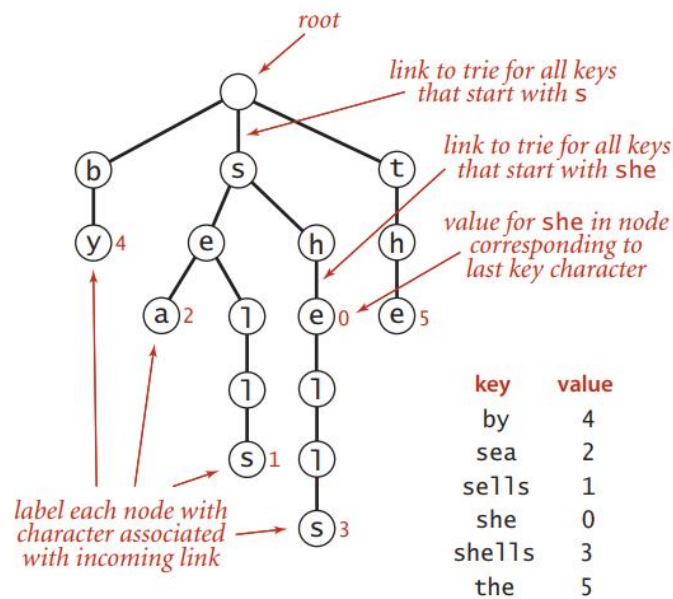 root
link to trie for all keys
that start with s
link to trie for all keys
that start with she
b
s
t
value for she in node
corresponding to
last key character
y 4
e
h
h
a 2
l
e 0
e 5
l
l
key value
by 4
s 1
l
sea 2
sells 1
label each node with
character associated
with incoming link
s 3
she 0
shells 3
the 5